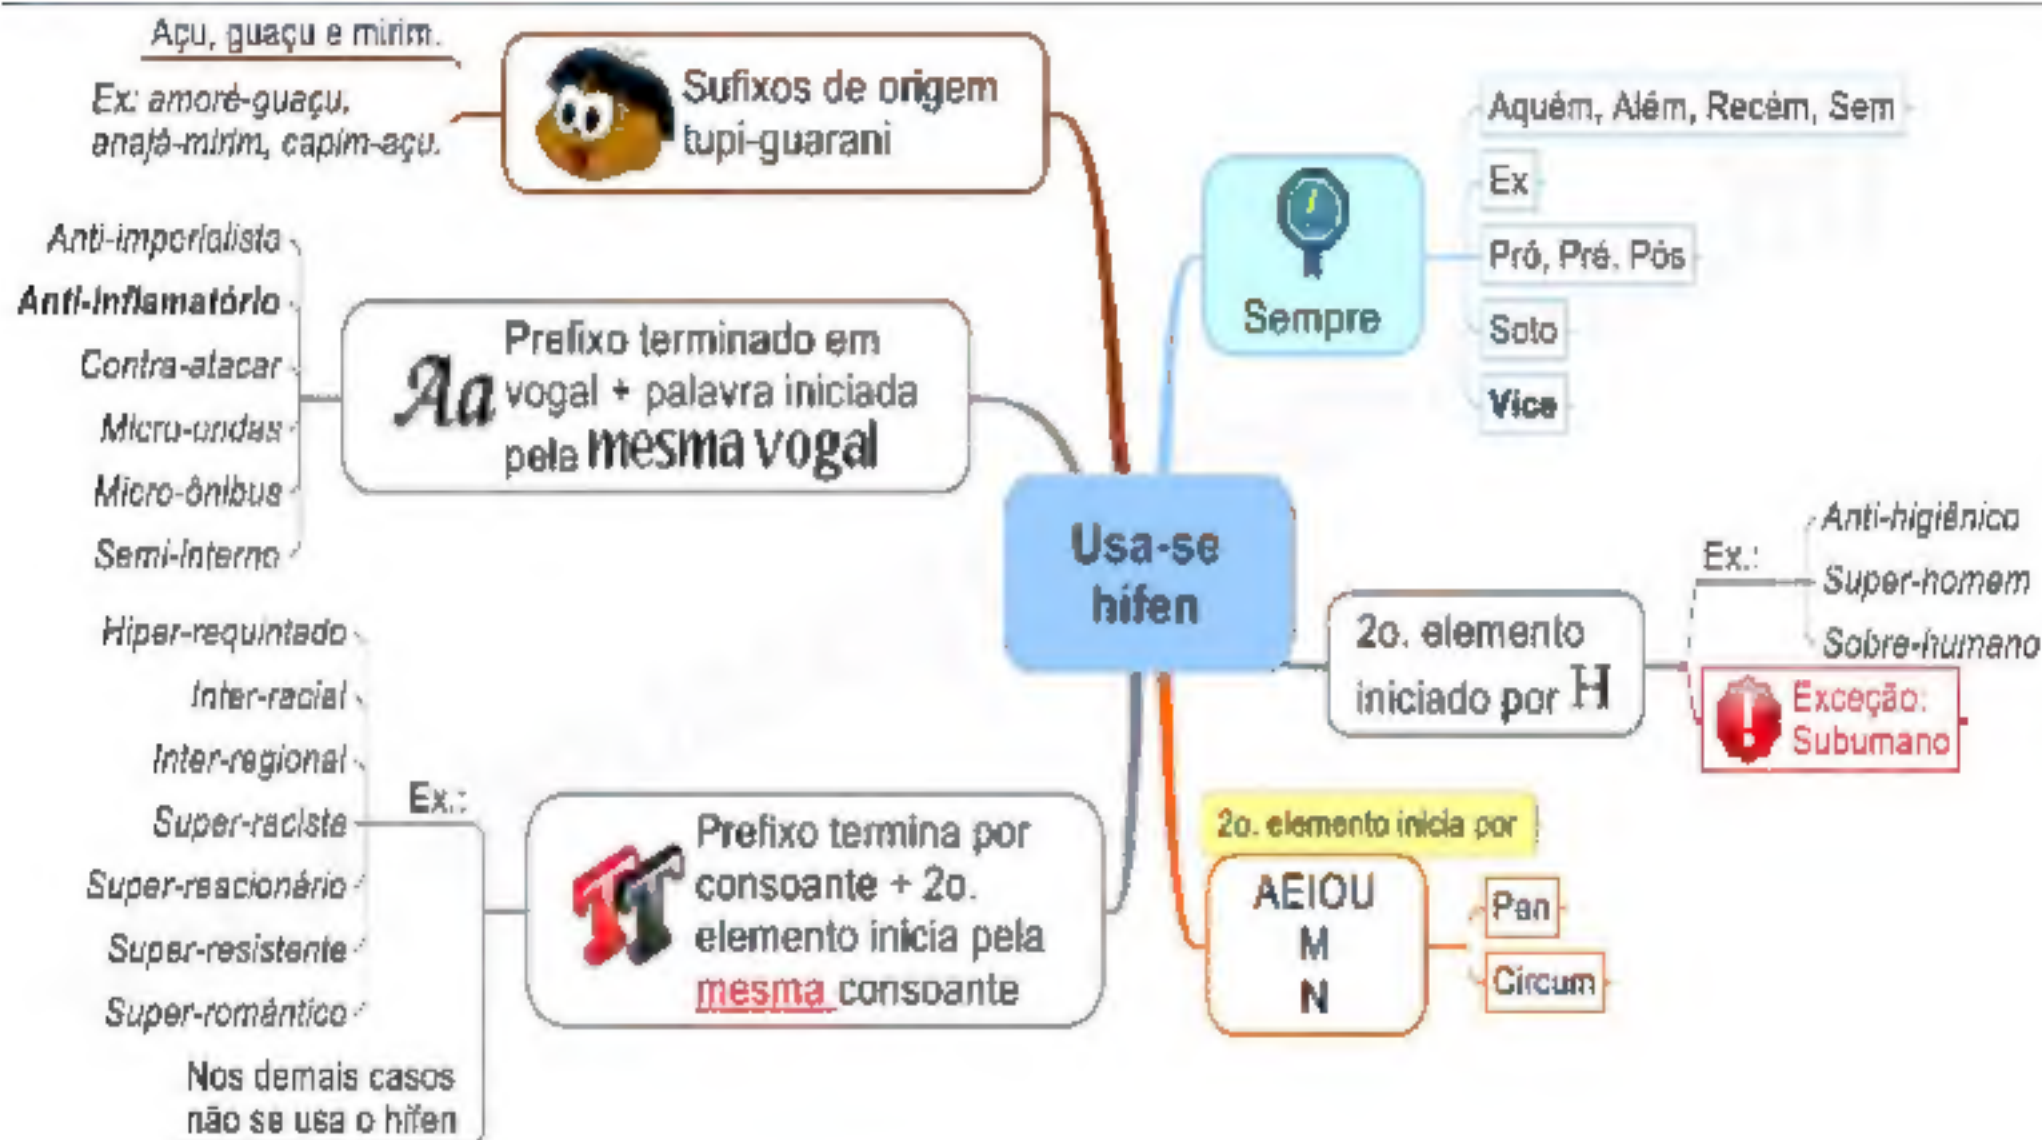 Açu, guaçu e mirim.
Ex: amoré-guaçu,
anajá-mirim, capim-açu.
Sufixos de origem
tupi-guarani
Anti-imperialista
Anti-inflamatório
Contra-atacar
Micro-ondas
Micro-ônibus
Semi-interno
Aa
Prefixo terminado em
vogal + palavra iniciada
pela mesma vogal
Hiper-requintado
Inter-racial
Inter-regional
Super-racista
Super-reacionário
Super-resistente
Super-romântico
Ex.:
Nos demais casos
não se usa o hífen
TT
Prefixo termina por
consoante + 2o.
elemento inicia pela
mesma consoante
Usa-se
hífen
Sempre
Aquém, Além, Recém, Sem
Ex
Pró, Pré, Pós
Soto
Vice
2o. elemento
iniciado por H
Ex.:
Anti-higiênico
Super-homem
Sobre-humano
Exceção:
Subumano
2o. elemento inicia por
AEIOU
M
N
Pan
Circum